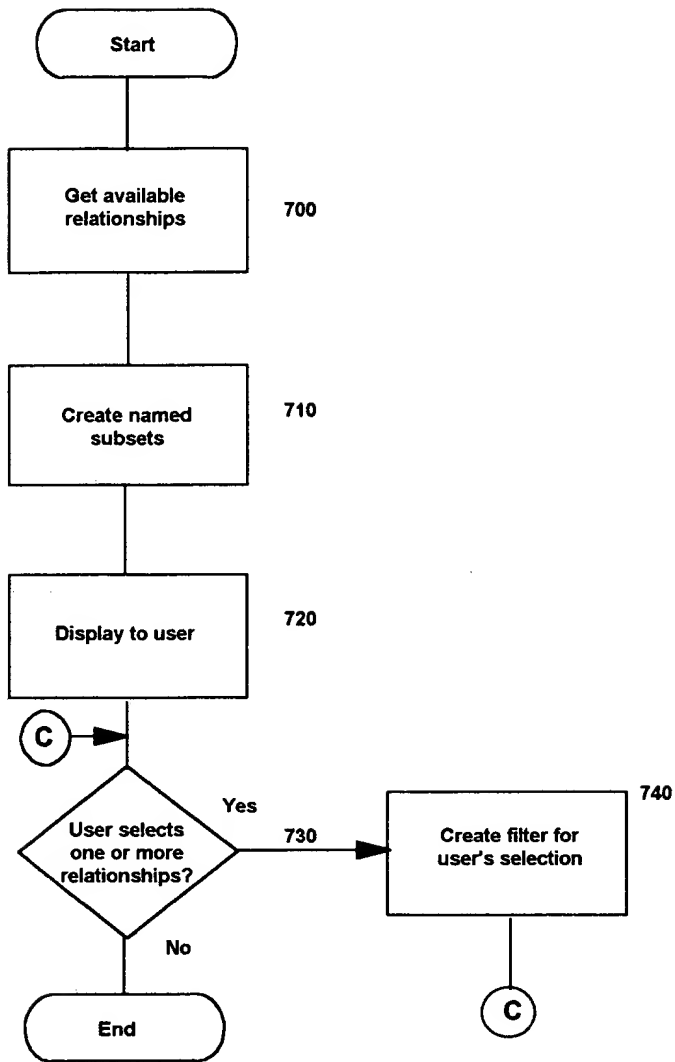 Start
Get available
relationships
700
Create named
subsets
710
Display to user
720
C
User selects
one or more
relationships?
Yes
730
740
Create filter for
user's selection
No
C
End